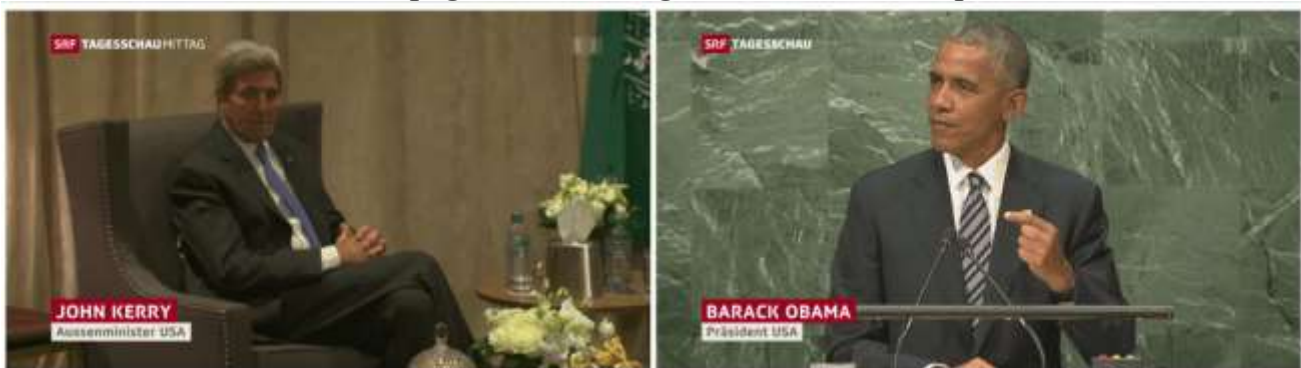 SRF TAGESSCHAU MITTAG
JOHN KERRY
Aussenminister USA
SRF TAGESSCHAU
BARACK OBAMA
Präsident USA